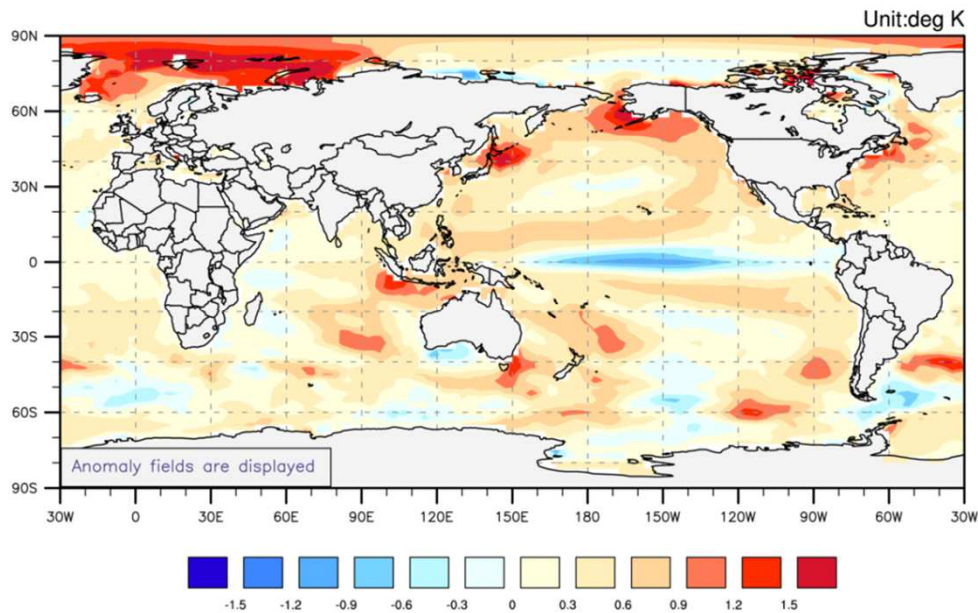 Unit:deg K
90N
60N
30N
0
30S
60S
90S
Anomaly fields are displayed
30W 0 30E 60E 90E 120E 150E 180 150W 120W 90W 60W 30W
-1.5 -1.2 -0.9 -0.6 -0.3 0 0.3 0.6 0.9 1.2 1.5